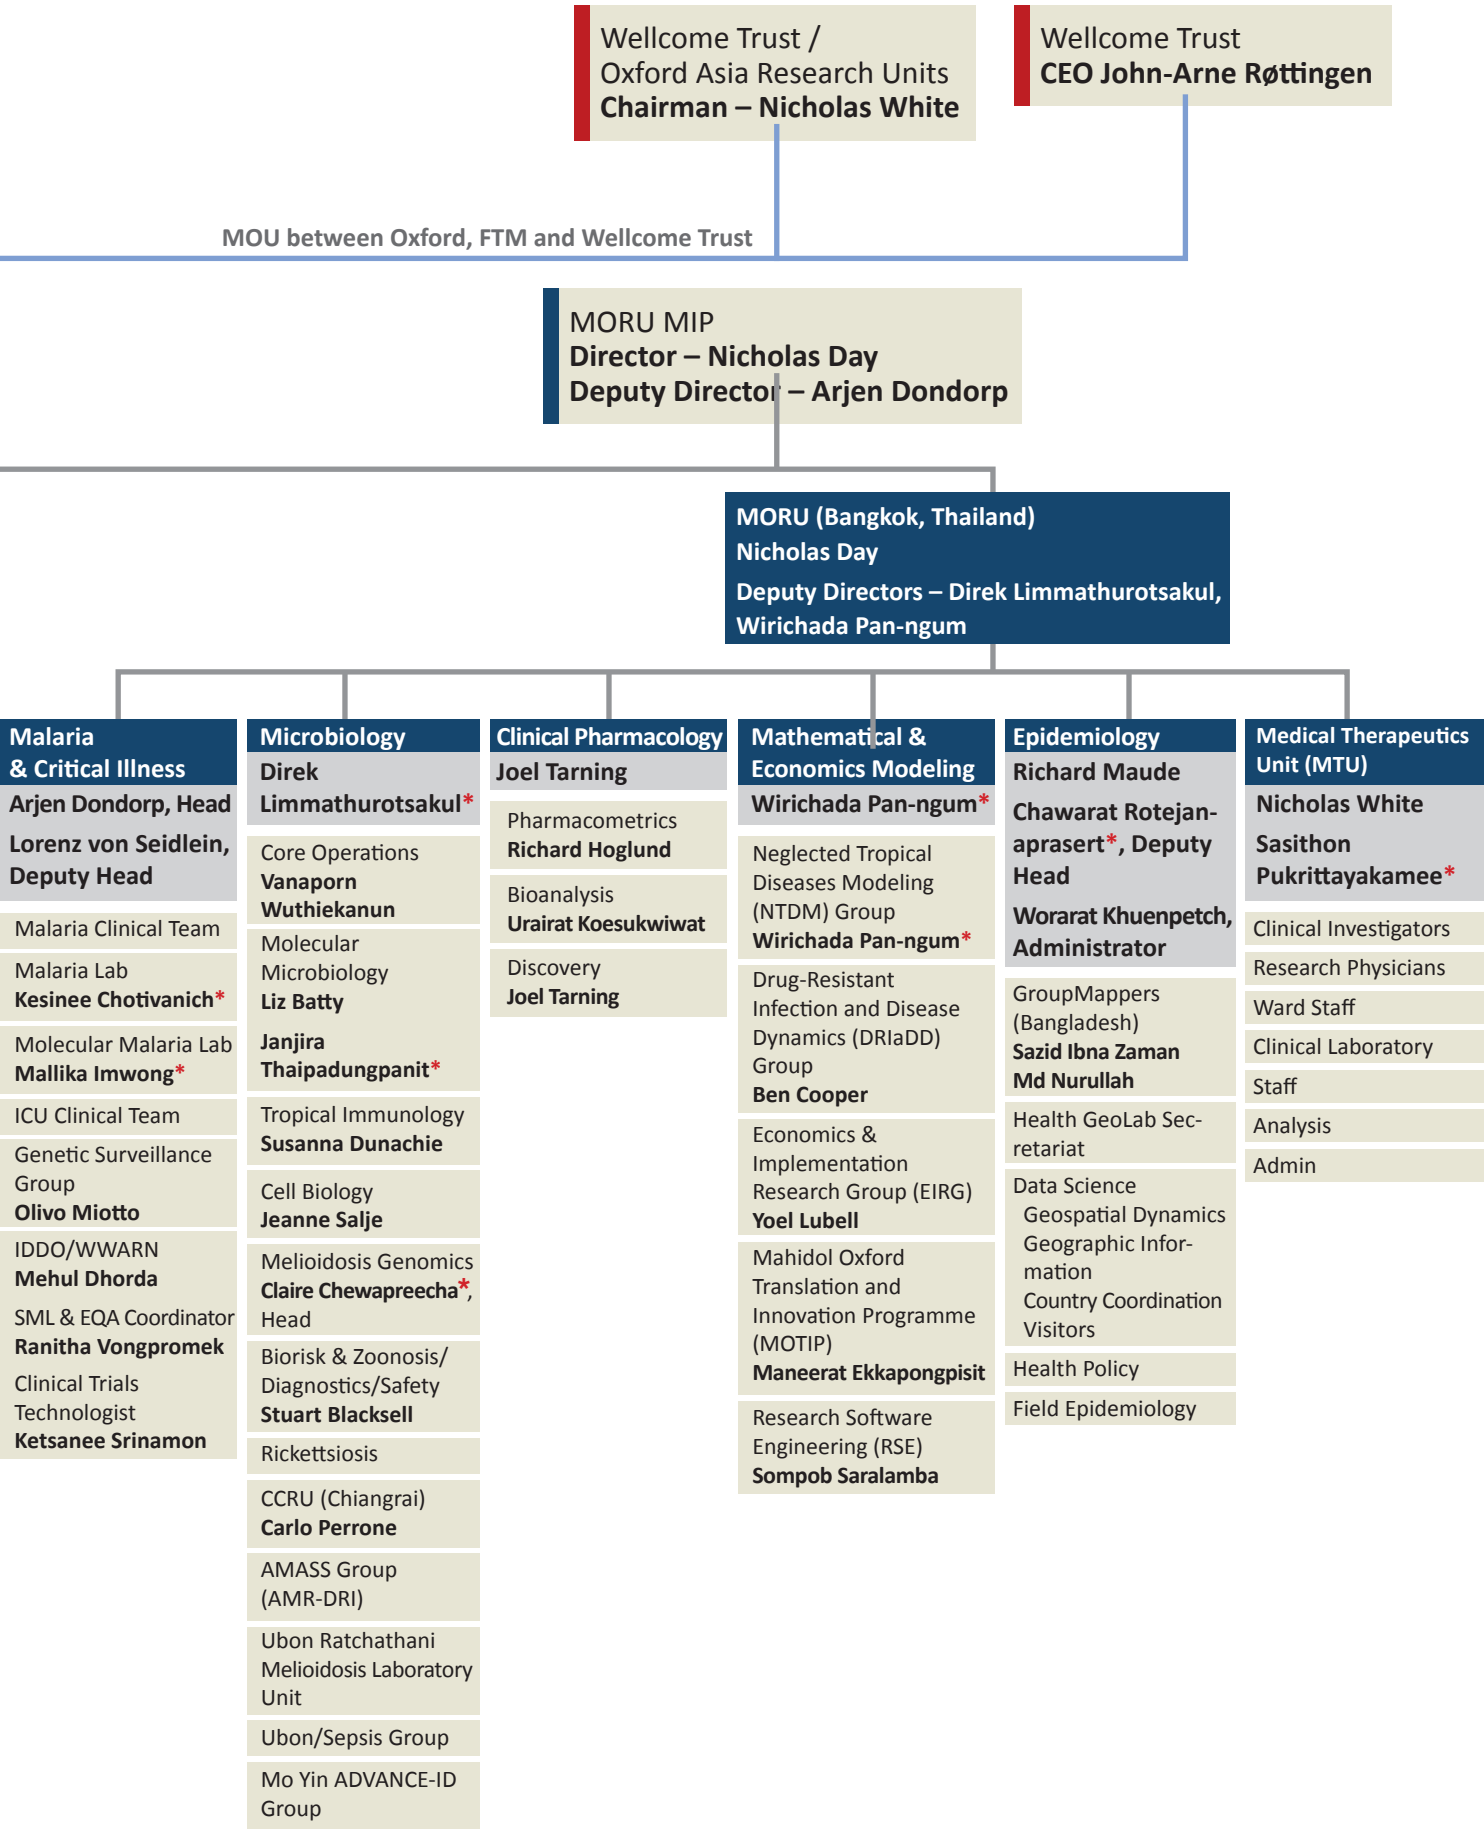 Wellcome Trust /
Oxford Asia Research Units
Chairman – Nicholas White
Wellcome Trust
CEO John-Arne Røttingen
MOU between Oxford, FTM and Wellcome Trust
MORU MIP
Director – Nicholas Day
Deputy Director – Arjen Dondorp
MORU (Bangkok, Thailand)
Nicholas Day
Deputy Directors – Direk Limmathurotsakul,
Wirichada Pan-ngum
Malaria
& Critical Illness
Arjen Dondorp, Head
Lorenz von Seidlein,
Deputy Head
Malaria Clinical Team
Malaria Lab
Kesinee Chotivanich*
Molecular Malaria Lab
Mallika Imwong*
ICU Clinical Team
Genetic Surveillance
Group
Olivo Miotto
IDDO/WWARN
Mehul Dhorda
SML & EQA Coordinator
Ranitha Vongpromek
Clinical Trials
Technologist
Ketsanee Srinamon
Microbiology
Direk
Limmathurotsakul*
Core Operations
Vanaporn
Wuthiekanun
Molecular
Microbiology
Liz Batty
Janjira
Thaipadungpanit*
Tropical Immunology
Susanna Dunachie
Cell Biology
Jeanne Salje
Melioidosis Genomics
Claire Chewapreecha*,
Head
Biorisk & Zoonosis/
Diagnostics/Safety
Stuart Blacksell
Rickettsiosis
CCRU (Chiangrai)
Carlo Perrone
AMASS Group
(AMR-DRI)
Ubon Ratchathani
Melioidosis Laboratory
Unit
Ubon/Sepsis Group
Mo Yin ADVANCE-ID
Group
Clinical Pharmacology
Joel Tarning
Pharmacometrics
Richard Hoglund
Bioanalysis
Urairat Koesukwiwat
Discovery
Joel Tarning
Mathematical &
Economics Modeling
Wirichada Pan-ngum*
Neglected Tropical
Diseases Modeling
(NTDM) Group
Wirichada Pan-ngum*
Drug-Resistant
Infection and Disease
Dynamics (DRIaDD)
Group
Ben Cooper
Economics &
Implementation
Research Group (EIRG)
Yoel Lubell
Mahidol Oxford
Translation and
Innovation Programme
(MOTIP)
Maneerat Ekkapongpisit
Research Software
Engineering (RSE)
Sompob Saralamba
Epidemiology
Richard Maude
Chawarat Rotejan-
aprasert*, Deputy
Head
Worarat Khuenpetch,
Administrator
GroupMappers
(Bangladesh)
Sazid Ibna Zaman
Md Nurullah
Health GeoLab Sec-
retariat
Data Science
Geospatial Dynamics
Geographic Infor-
mation
Country Coordination
Visitors
Health Policy
Field Epidemiology
Medical Therapeutics
Unit (MTU)
Nicholas White
Sasithon
Pukrittayakamee*
Clinical Investigators
Research Physicians
Ward Staff
Clinical Laboratory
Staff
Analysis
Admin